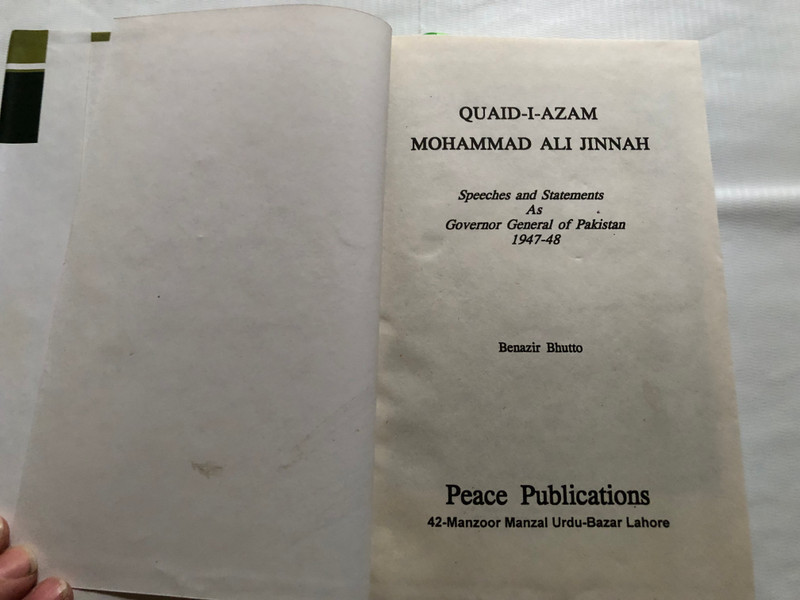 QUAID-I-AZAM
MOHAMMAD ALI JINNAH
Speeches and Statements
As
Governor General of Pakistan
1947-48
Benazir Bhutto
Peace Publications
42-Manzoor Manzal Urdu-Bazar Lahore